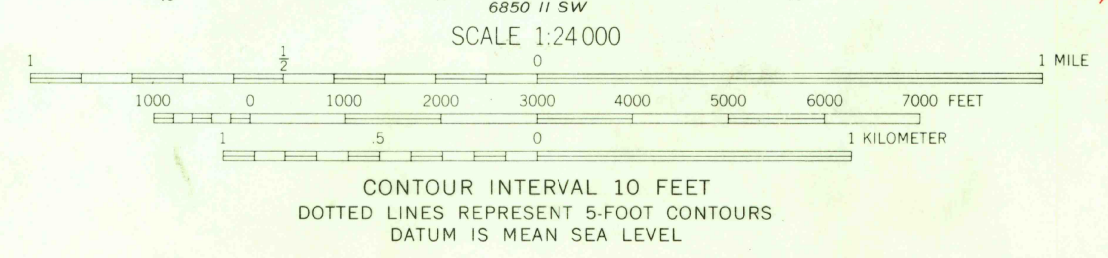 6850 II SW
SCALE 1:24 000
1 1/2 0 1 MILE
1000 0 1000 2000 3000 4000 5000 6000 7000 FEET
1 .5 0 1 KILOMETER
CONTOUR INTERVAL 10 FEET
DOTTED LINES REPRESENT 5-FOOT CONTOURS
DATUM IS MEAN SEA LEVEL